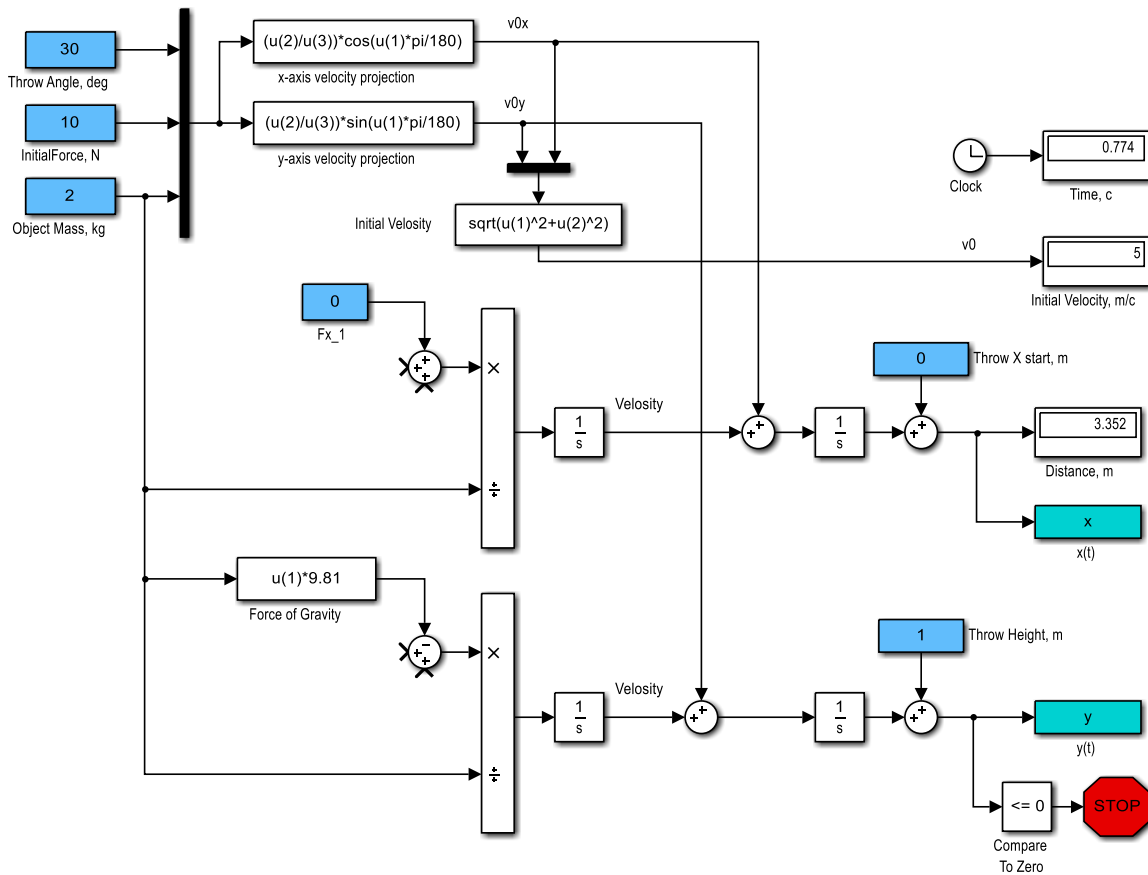 30
Throw Angle, deg
10
InitialForce, N
2
Object Mass, kg
(u(2)/u(3))*cos(u(1)*pi/180)
x-axis velocity projection
v0x
(u(2)/u(3))*sin(u(1)*pi/180)
y-axis velocity projection
v0y
Initial Velosity
sqrt(u(1)^2+u(2)^2)
v0
Clock
0.774
Time, c
5
Initial Velocity, m/c
0
Fx_1
+
+
+
×
÷
1
s
Velosity
+
+
1
s
0
Throw X start, m
+
+
3.352
Distance, m
x
x(t)
u(1)*9.81
Force of Gravity
−
+
+
×
÷
1
s
Velosity
+
+
1
s
1
Throw Height, m
+
+
y
y(t)
<= 0
Compare
To Zero
STOP